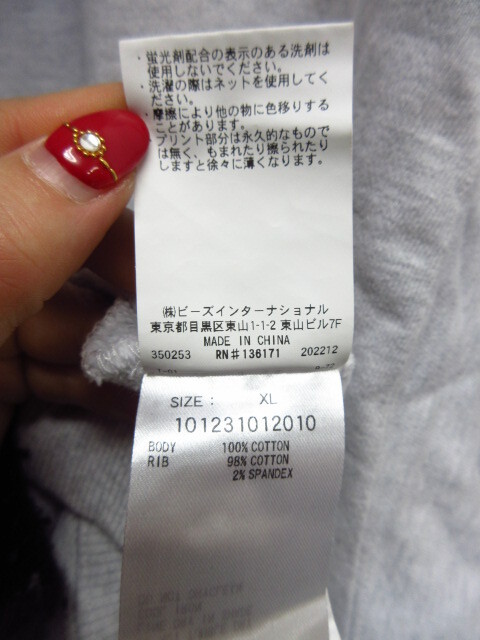 ・蛍光剤配合の表示のある洗剤は
使用しないでください。
・洗濯の際はネットを使用してく
ださい。
・摩擦により他の物に色移りする
ことがあります。
プリント部分は永久的なもので
は無く、もまれたり擦られたり
しますと徐々に薄くなります。
㈱ビーズインターナショナル
東京都目黒区東山1-1-2 東山ビル7F
MADE IN CHINA
350253 RN#136171 202212
SIZE : XL
101231012010
BODY 100% COTTON
RIB 98% COTTON
2% SPANDEX